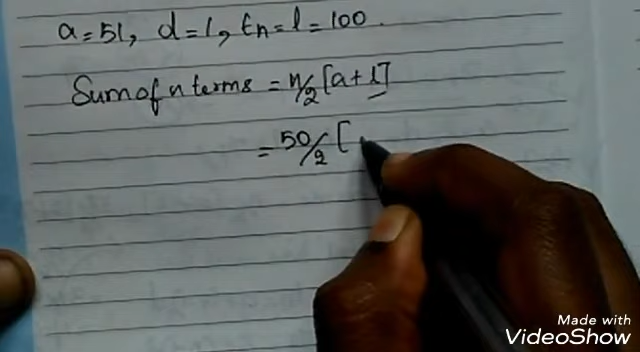 a = 51, d = 1, tn = l = 100.
Sum of n terms = n/2 [a + l]
= 50/2 [
Made with
VideoShow